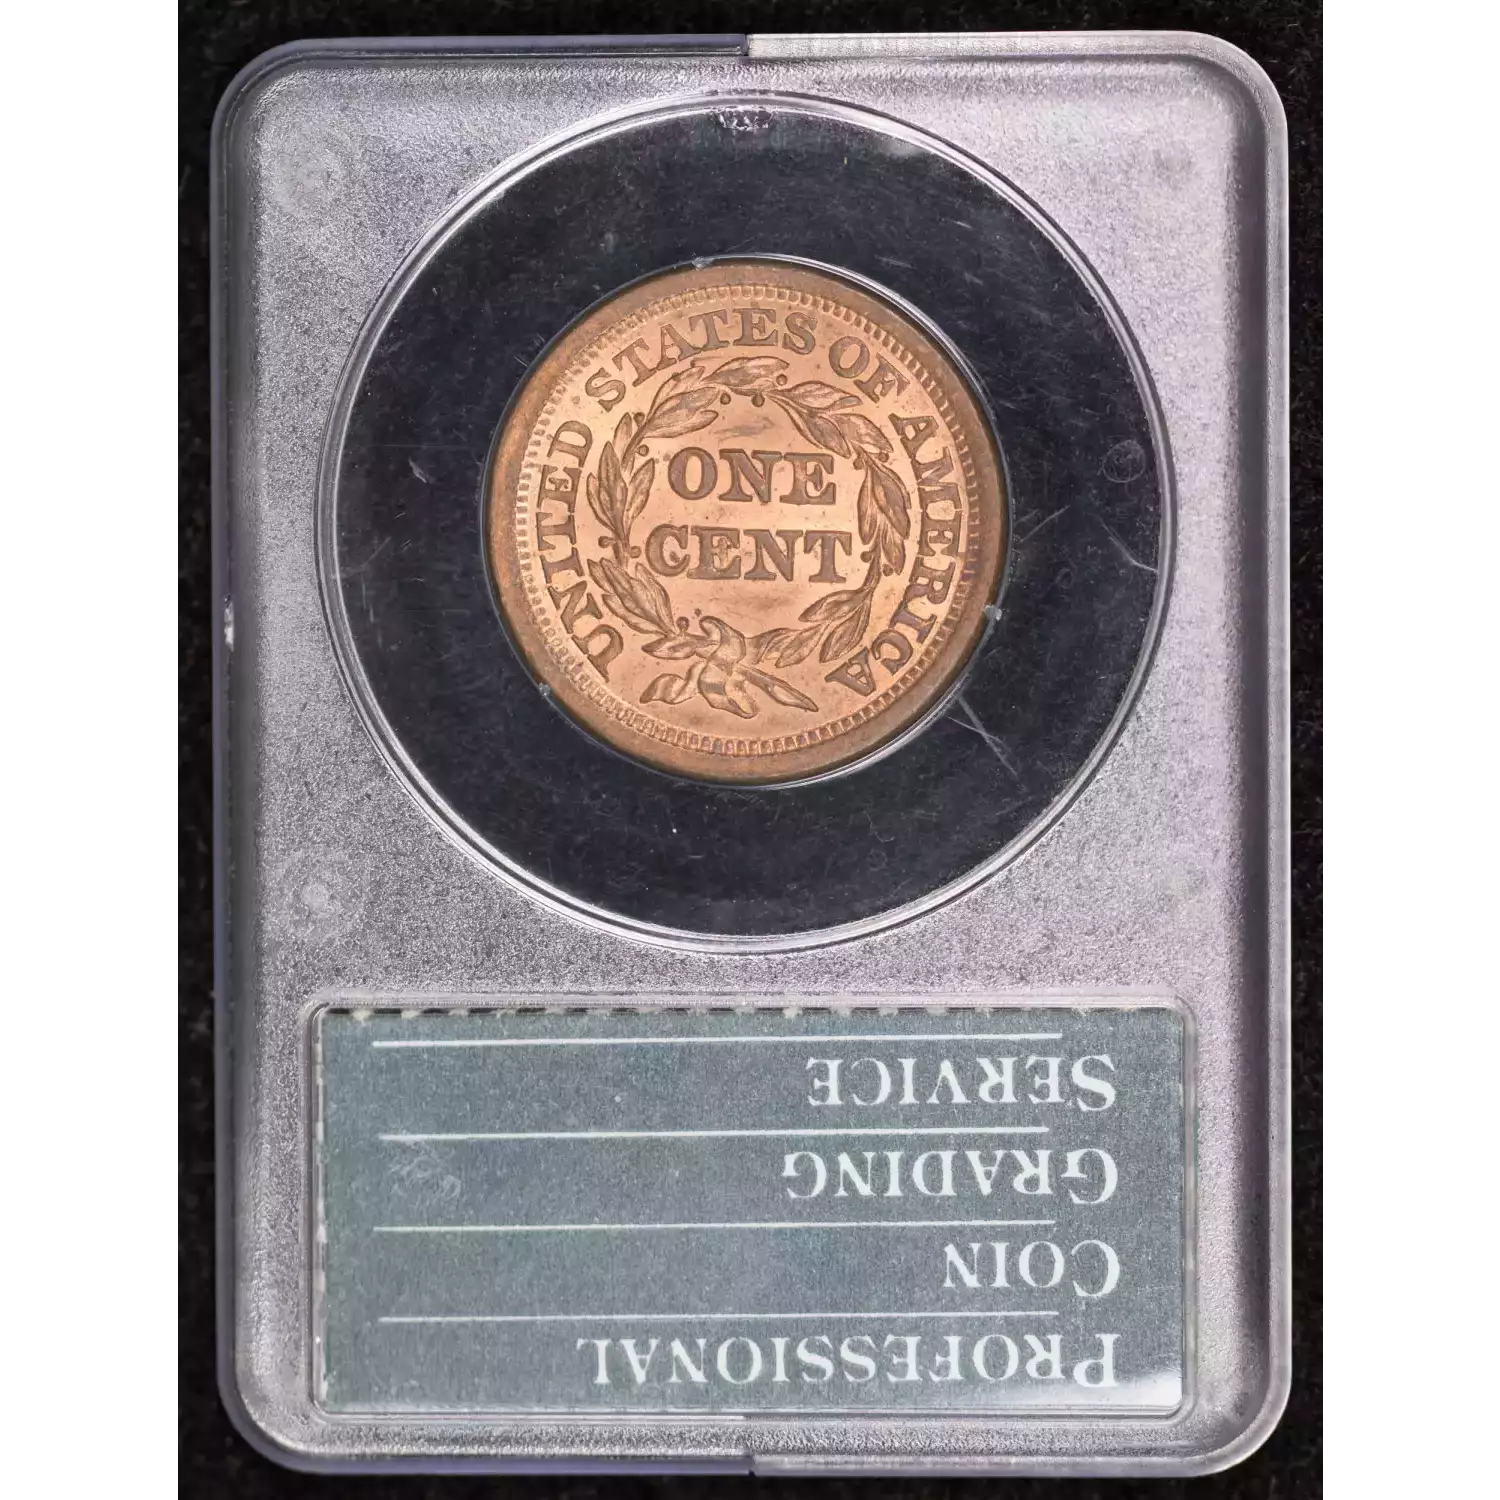 UNITED STATES OF AMERICA
ONE
CENT
PROFESSIONAL
COIN
GRADING
SERVICE